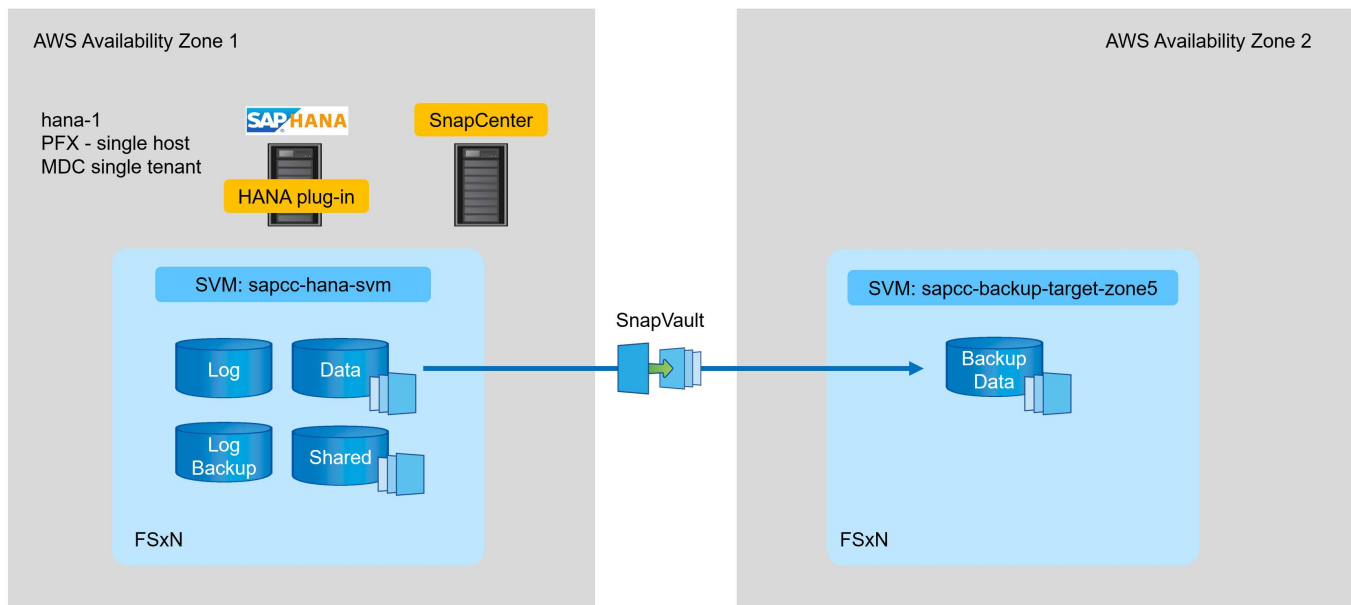 AWS Availability Zone 1
AWS Availability Zone 2
hana-1
PFX - single host
MDC single tenant
SAP HANA
SnapCenter
HANA plug-in
SVM: sapcc-hana-svm
SVM: sapcc-backup-target-zone5
SnapVault
Log
Data
Backup
Data
Log
Backup
Shared
FSxN
FSxN